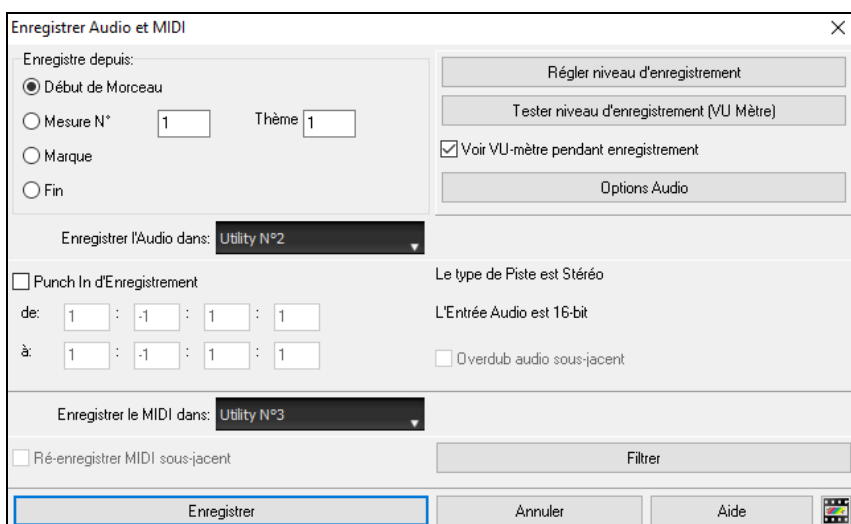 Enregistrer Audio et MIDI
Enregistre depuis:
Début de Morceau
Mesure N° 1 Thème 1
Marque
Fin
Régler niveau d'enregistrement
Tester niveau d'enregistrement (VU Mètre)
Voir VU-mètre pendant enregistrement
Options Audio
Enregistrer l'Audio dans: Utility N°2
Punch In d'Enregistrement
de: 1 : -1 : 1 : 1
à: 1 : -1 : 1 : 1
Le type de Piste est Stéréo
L'Entrée Audio est 16-bit
Overdub audio sous-jacent
Enregistrer le MIDI dans: Utility N°3
Ré-enregistrer MIDI sous-jacent
Filtrer
Enregistrer
Annuler
Aide